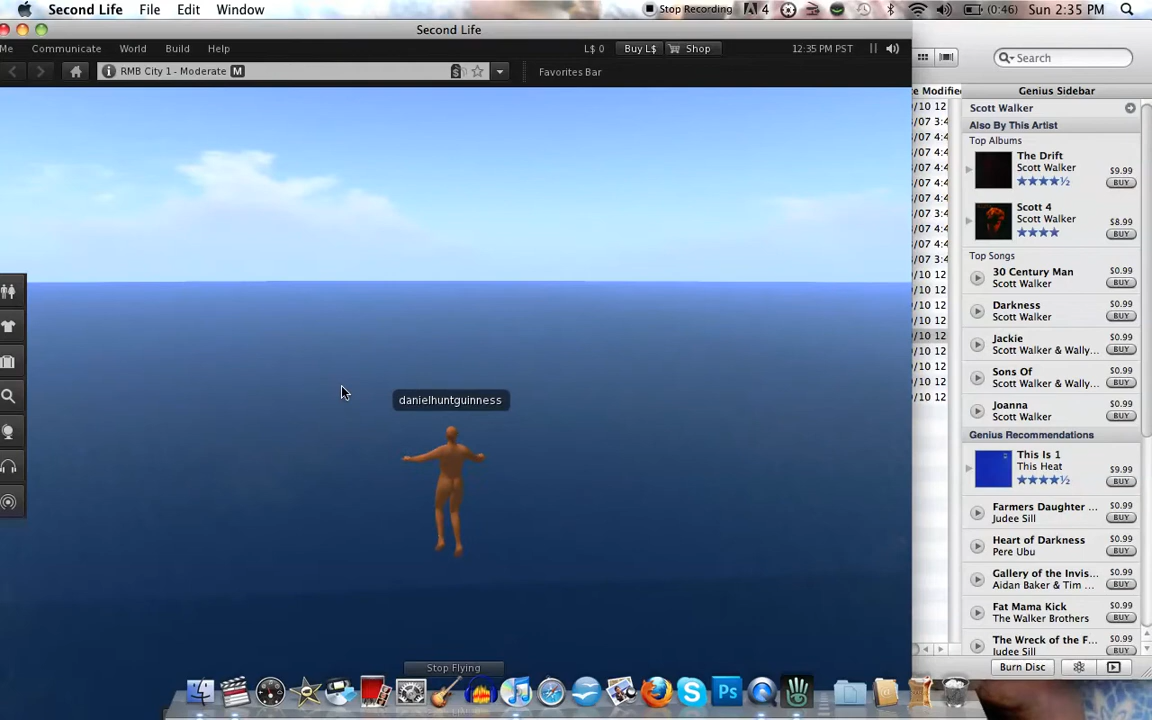 Second Life File Edit Window
Stop Recording
4
(0:46)
Sun 2:35 PM
Second Life
Me Communicate World Build Help
L$ 0
Buy L$
Shop
12:35 PM PST
RMB City 1 - Moderate M
Favorites Bar
danielhuntguinness
Stop Flying
Search
Genius Sidebar
Scott Walker
Also By This Artist
Top Albums
The Drift
Scott Walker
$9.99
BUY
Scott 4
Scott Walker
$8.99
BUY
Top Songs
30 Century Man
Scott Walker
$0.99
BUY
Darkness
Scott Walker
$0.99
BUY
Jackie
Scott Walker & Wally...
$0.99
BUY
Sons Of
Scott Walker & Wally...
$0.99
BUY
Joanna
Scott Walker
$0.99
BUY
Genius Recommendations
This Is 1
This Heat
$9.99
BUY
Farmers Daughter ...
Judee Sill
$0.99
BUY
Heart of Darkness
Pere Ubu
$0.99
BUY
Gallery of the Invis...
Aidan Baker & Tim ...
$0.99
BUY
Fat Mama Kick
The Walker Brothers
$0.99
BUY
The Wreck of the F...
Judee Sill
$0.99
BUY
Burn Disc
Ps